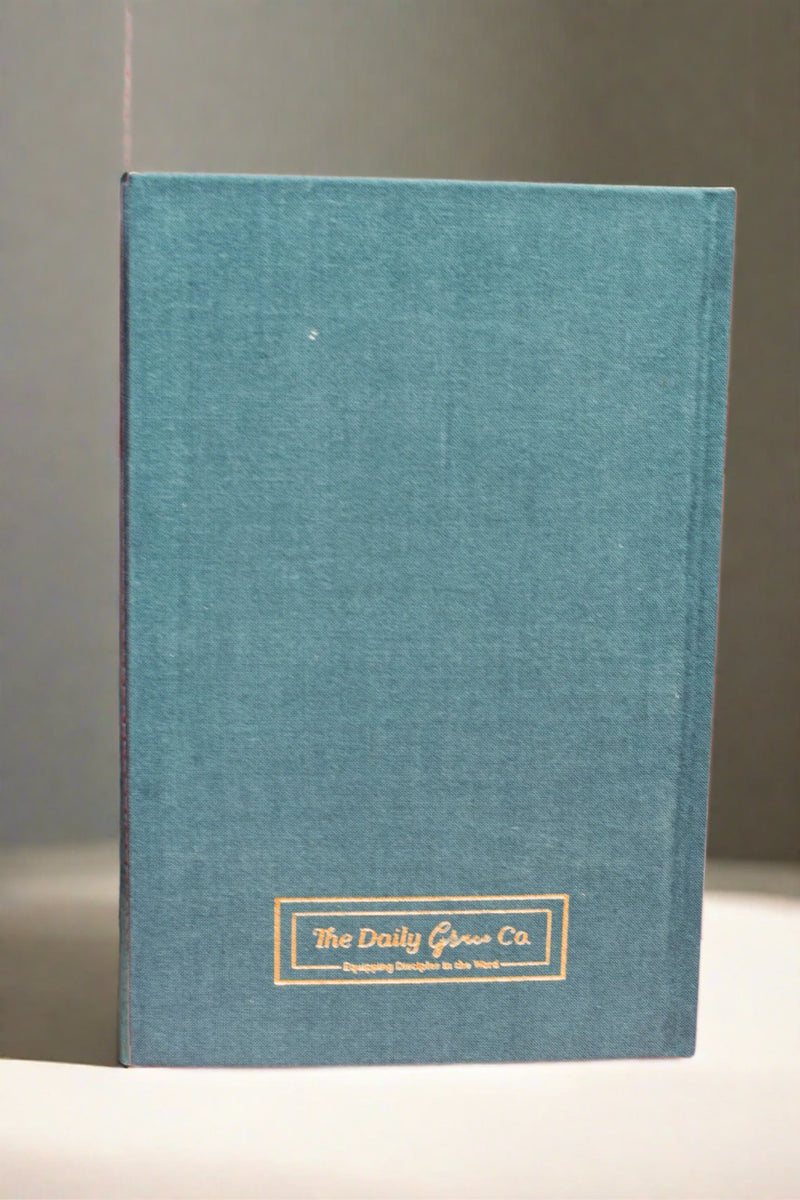 The Daily Grow Co.
Equipping Disciples in the Word